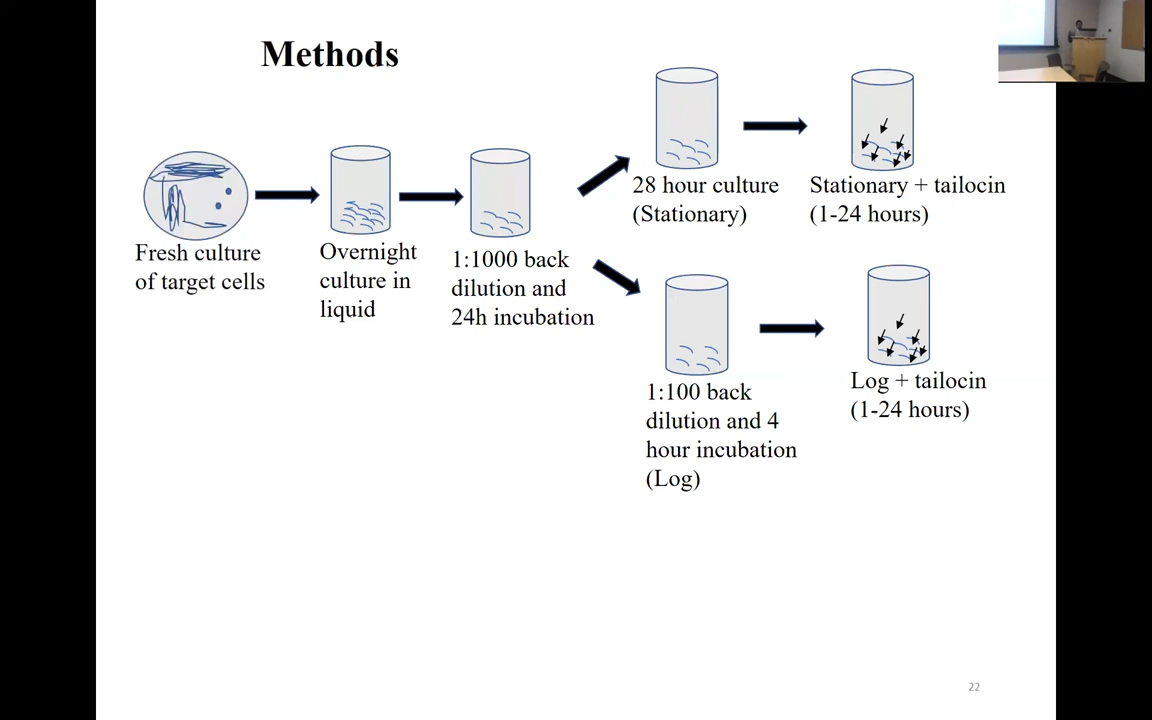 Methods
Fresh culture
of target cells
Overnight
culture in
liquid
1:1000 back
dilution and
24h incubation
28 hour culture
(Stationary)
Stationary + tailocin
(1-24 hours)
1:100 back
dilution and 4
hour incubation
(Log)
Log + tailocin
(1-24 hours)
22